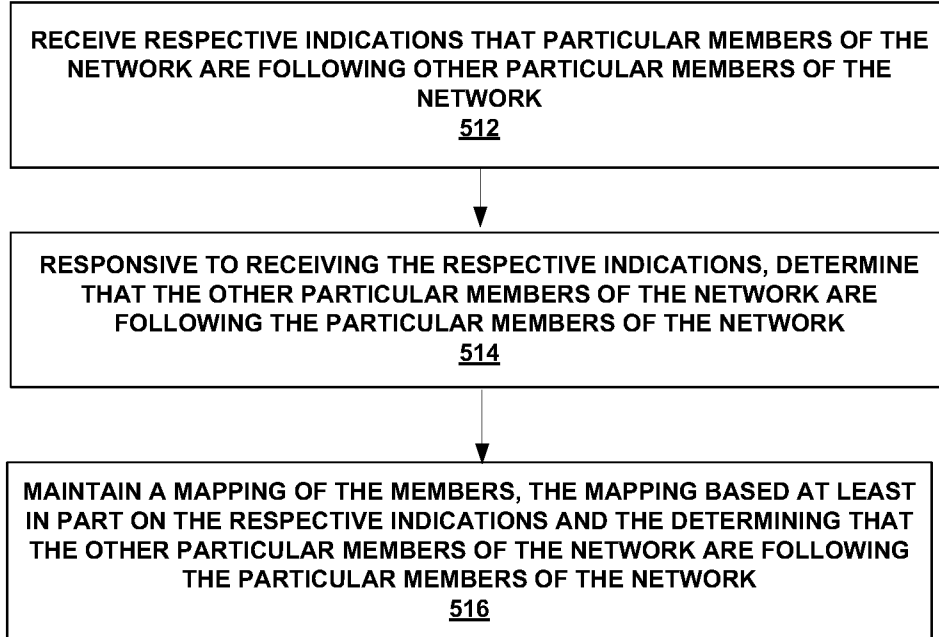 RECEIVE RESPECTIVE INDICATIONS THAT PARTICULAR MEMBERS OF THE
NETWORK ARE FOLLOWING OTHER PARTICULAR MEMBERS OF THE
NETWORK
512
RESPONSIVE TO RECEIVING THE RESPECTIVE INDICATIONS, DETERMINE
THAT THE OTHER PARTICULAR MEMBERS OF THE NETWORK ARE
FOLLOWING THE PARTICULAR MEMBERS OF THE NETWORK
514
MAINTAIN A MAPPING OF THE MEMBERS, THE MAPPING BASED AT LEAST
IN PART ON THE RESPECTIVE INDICATIONS AND THE DETERMINING THAT
THE OTHER PARTICULAR MEMBERS OF THE NETWORK ARE FOLLOWING
THE PARTICULAR MEMBERS OF THE NETWORK
516